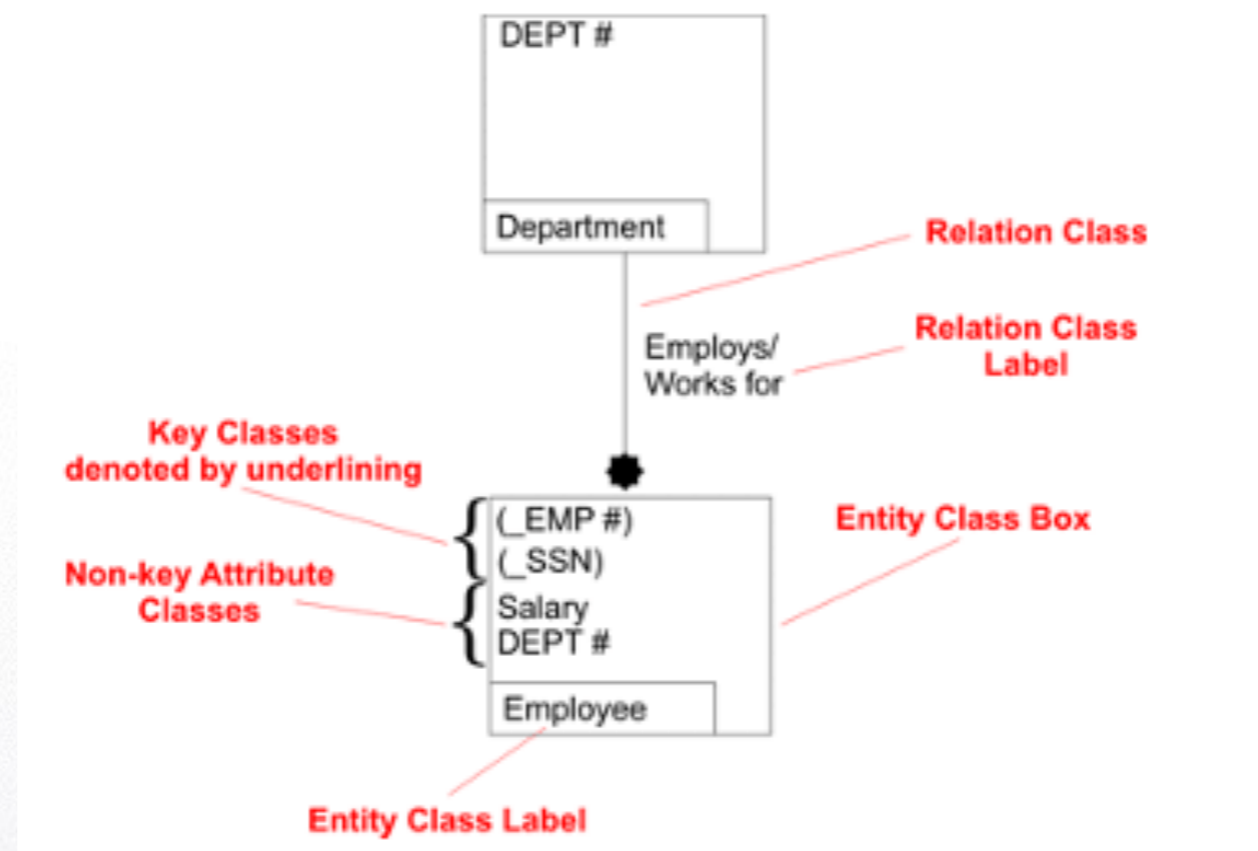 DEPT #
Department
Relation Class
Employs/
Works for
Relation Class
Label
Key Classes
denoted by underlining
(_EMP #)
(_SSN)
Entity Class Box
Non-key Attribute
Classes
Salary
DEPT #
Employee
Entity Class Label